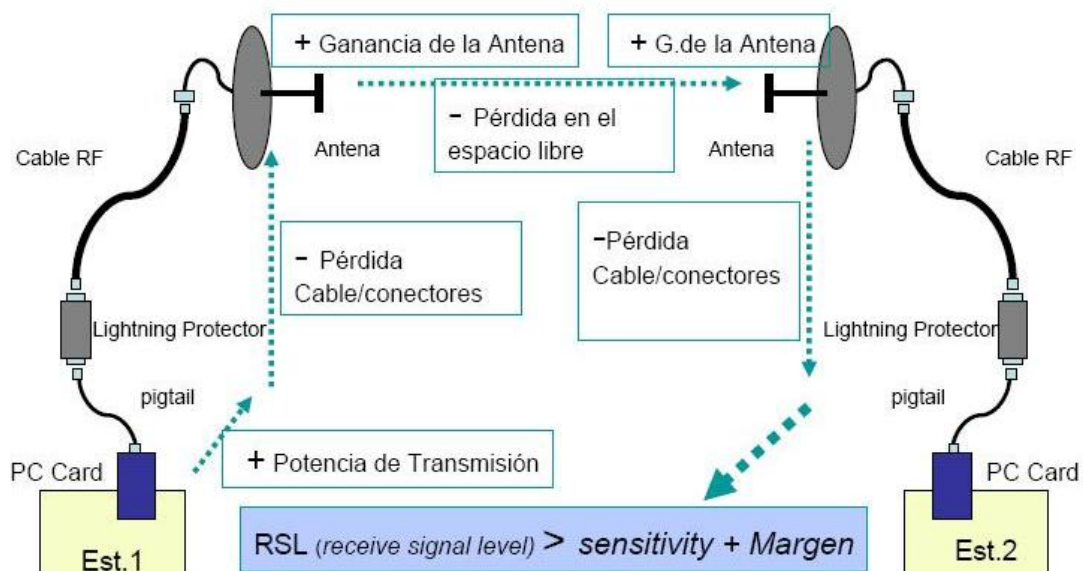 + Ganancia de la Antena
+ G.de la Antena
- Pérdida en el
espacio libre
Antena
Antena
Cable RF
Cable RF
- Pérdida
Cable/conectores
-Pérdida
Cable/conectores
Lightning Protector
Lightning Protector
pigtail
pigtail
+ Potencia de Transmisión
PC Card
PC Card
RSL (receive signal level) > sensitivity + Margen
Est.1
Est.2